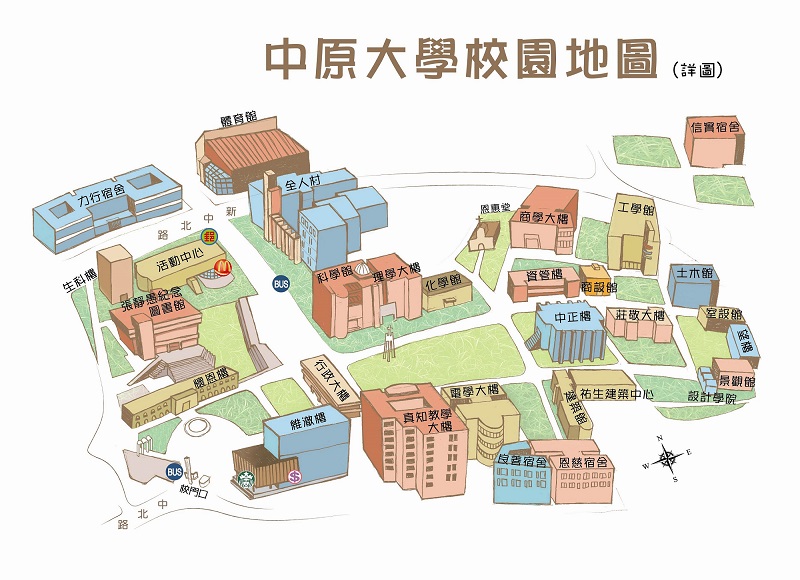 中原大學校園地圖 (詳圖)
體育館
信實宿舍
力行宿舍
全人村
新中北路
恩惠堂
商學大樓
工學館
生科樓
活動中心
郵
BUS
科學館
理學大樓
化學館
資管樓
商設館
土木館
張靜愚紀念
圖書館
中正樓
莊敬大樓
室設館
景觀館
設計學院
懷恩樓
行政大樓
電學大樓
建築館
祐生建築中心
維澈樓
真知教學
大樓
良善宿舍
恩慈宿舍
BUS
校門口
$
中北路
N
W
E
S